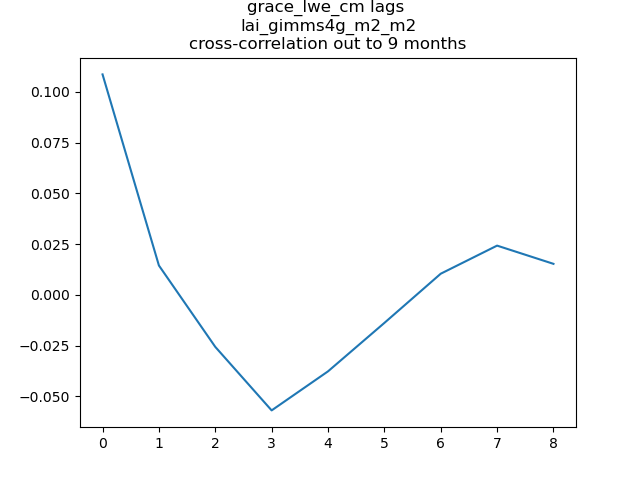 grace_lwe_cm lags
lai_gimms4g_m2_m2
cross-correlation out to 9 months
0.100
0.075
0.050
0.025
0.000
−0.025
−0.050
0 1 2 3 4 5 6 7 8